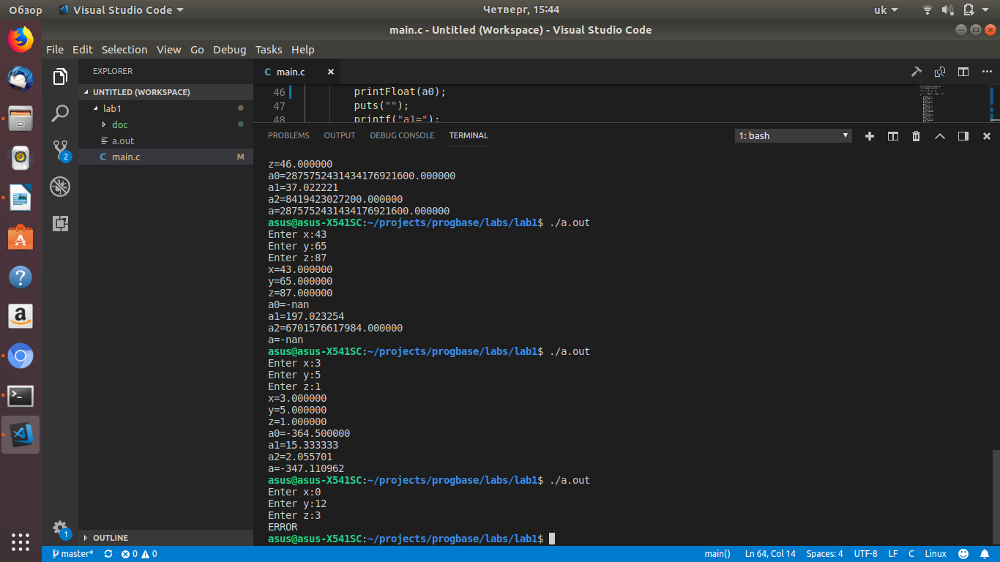 Обзор
Visual Studio Code
Четверг, 15:44
uk
main.c - Untitled (Workspace) - Visual Studio Code
File Edit Selection View Go Debug Tasks Help
EXPLORER
UNTITLED (WORKSPACE)
lab1
doc
a.out
C main.c M
2
1
OUTLINE
C main.c
46 printFloat(a0);
47 puts("");
48 printf("a1=");
PROBLEMS OUTPUT DEBUG CONSOLE TERMINAL
1: bash
z=46.000000
a0=2875752431434176921600.000000
a1=37.022221
a2=8419423027200.000000
a=2875752431434176921600.000000
asus@asus-X541SC:~/projects/progbase/labs/lab1$ ./a.out
Enter x:43
Enter y:65
Enter z:87
x=43.000000
y=65.000000
z=87.000000
a0=-nan
a1=197.023254
a2=6701576617984.000000
a=-nan
asus@asus-X541SC:~/projects/progbase/labs/lab1$ ./a.out
Enter x:3
Enter y:5
Enter z:1
x=3.000000
y=5.000000
z=1.000000
a0=-364.500000
a1=15.333333
a2=2.055701
a=-347.110962
asus@asus-X541SC:~/projects/progbase/labs/lab1$ ./a.out
Enter x:0
Enter y:12
Enter z:3
ERROR
asus@asus-X541SC:~/projects/progbase/labs/lab1$
master* 0 0 main() Ln 64, Col 14 Spaces: 4 UTF-8 LF C Linux